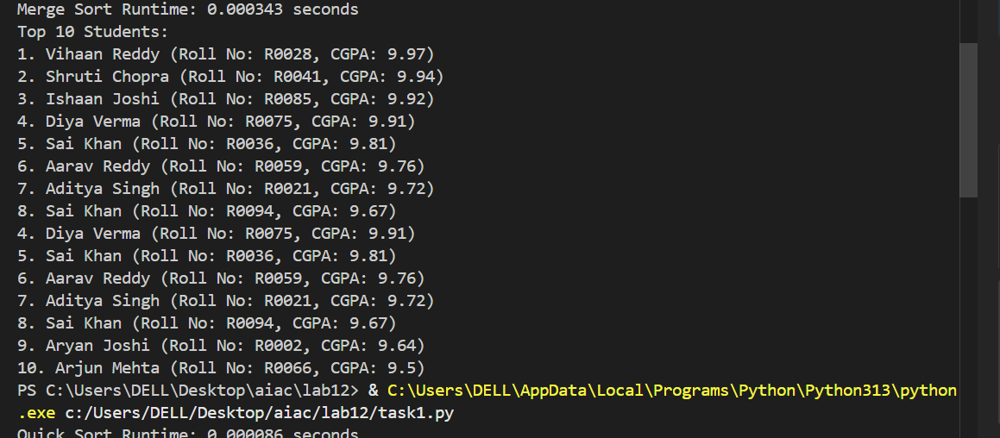 Merge Sort Runtime: 0.000343 seconds
Top 10 Students:
1. Vihaan Reddy (Roll No: R0028, CGPA: 9.97)
2. Shruti Chopra (Roll No: R0041, CGPA: 9.94)
3. Ishaan Joshi (Roll No: R0085, CGPA: 9.92)
4. Diya Verma (Roll No: R0075, CGPA: 9.91)
5. Sai Khan (Roll No: R0036, CGPA: 9.81)
6. Aarav Reddy (Roll No: R0059, CGPA: 9.76)
7. Aditya Singh (Roll No: R0021, CGPA: 9.72)
8. Sai Khan (Roll No: R0094, CGPA: 9.67)
4. Diya Verma (Roll No: R0075, CGPA: 9.91)
5. Sai Khan (Roll No: R0036, CGPA: 9.81)
6. Aarav Reddy (Roll No: R0059, CGPA: 9.76)
7. Aditya Singh (Roll No: R0021, CGPA: 9.72)
8. Sai Khan (Roll No: R0094, CGPA: 9.67)
9. Aryan Joshi (Roll No: R0002, CGPA: 9.64)
10. Arjun Mehta (Roll No: R0066, CGPA: 9.5)
PS C:\Users\DELL\Desktop\aiac\lab12> & C:\Users\DELL\AppData\Local\Programs\Python\Python313\python
.exe c:/Users/DELL/Desktop/aiac/lab12/task1.py
Quick Sort Runtime: 0.000086 seconds